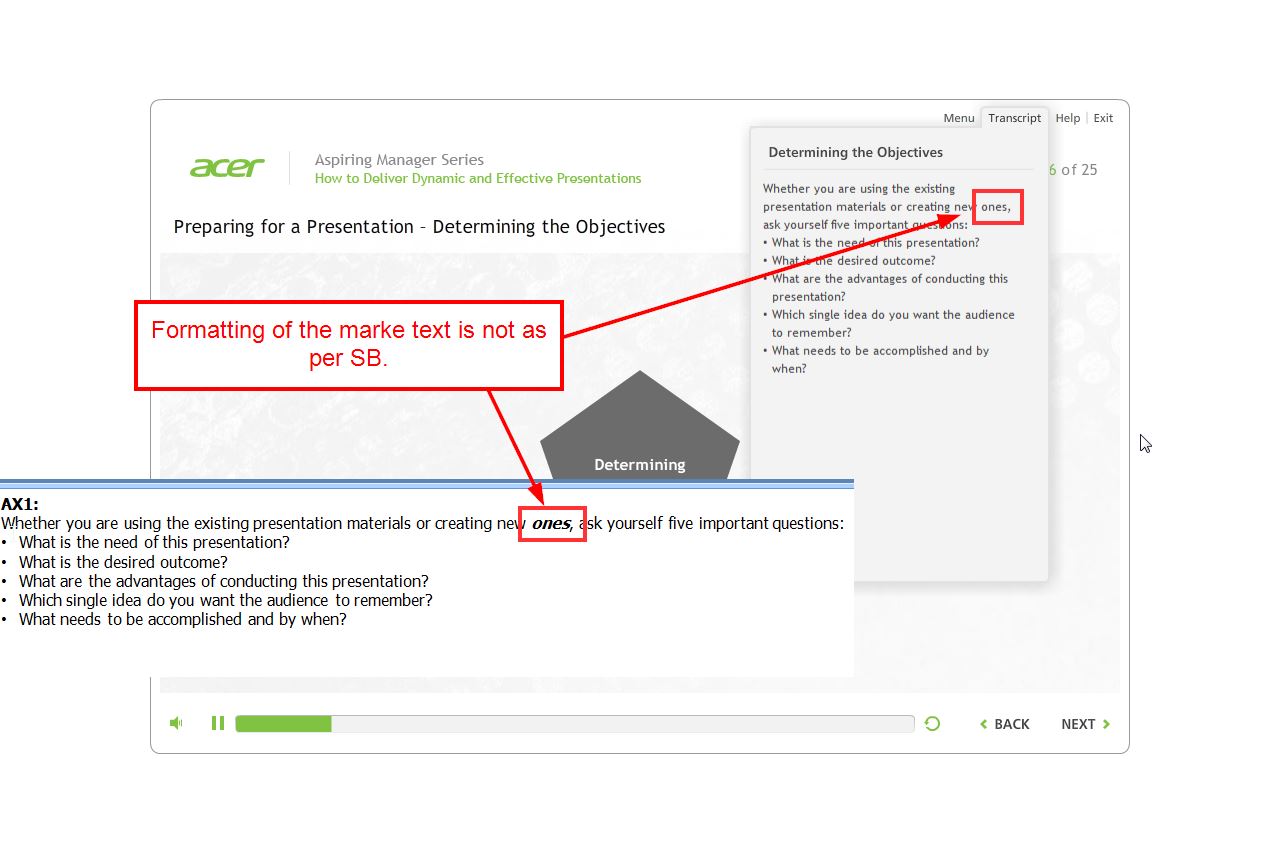 Menu Transcript Help Exit
acer
Aspiring Manager Series
How to Deliver Dynamic and Effective Presentations
6 of 25
Preparing for a Presentation - Determining the Objectives
Determining the Objectives
Whether you are using the existing
presentation materials or creating new ones,
ask yourself five important questions:
• What is the need of this presentation?
• What is the desired outcome?
• What are the advantages of conducting this
presentation?
• Which single idea do you want the audience
to remember?
• What needs to be accomplished and by
when?
Formatting of the marke text is not as
per SB.
Determining
AX1:
Whether you are using the existing presentation materials or creating new ones, ask yourself five important questions:
• What is the need of this presentation?
• What is the desired outcome?
• What are the advantages of conducting this presentation?
• Which single idea do you want the audience to remember?
• What needs to be accomplished and by when?
BACK NEXT